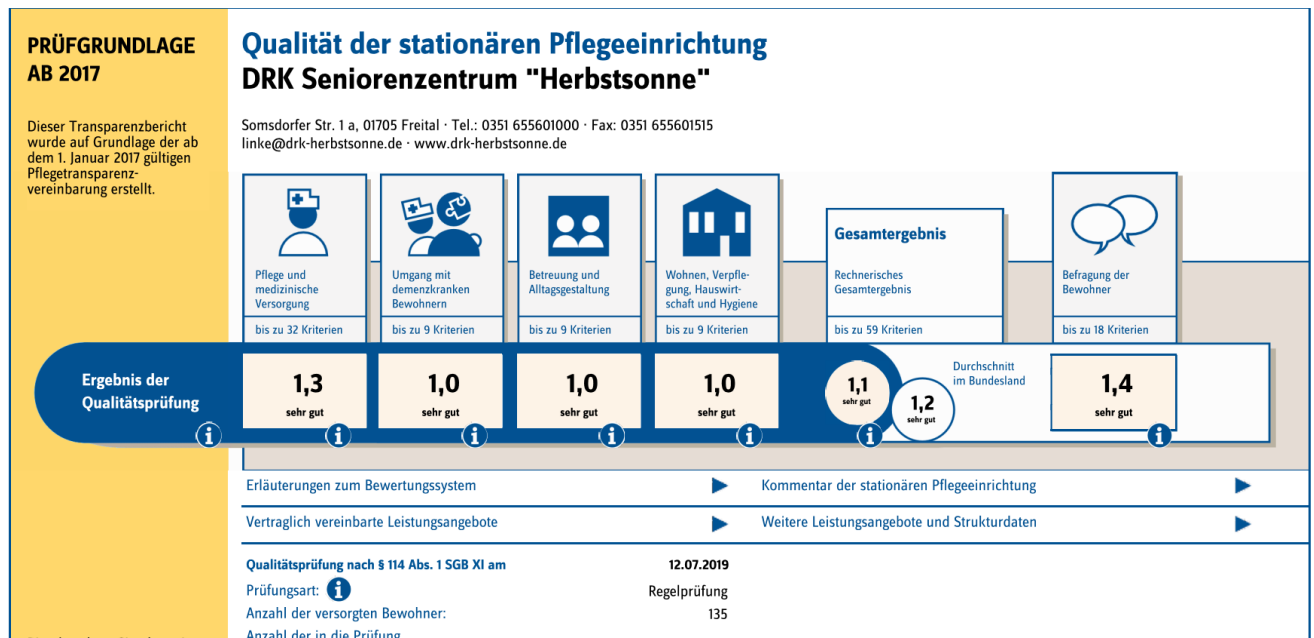 PRÜFGRUNDLAGE
AB 2017
Dieser Transparenzbericht
wurde auf Grundlage der ab
dem 1. Januar 2017 gültigen
Pflegetransparenz-
vereinbarung erstellt.
Qualität der stationären Pflegeeinrichtung
DRK Seniorenzentrum "Herbstsonne"
Somsdorfer Str. 1 a, 01705 Freital · Tel.: 0351 655601000 · Fax: 0351 655601515
linke@drk-herbstsonne.de · www.drk-herbstsonne.de
Pflege und
medizinische
Versorgung
bis zu 32 Kriterien
Umgang mit
demenzkranken
Bewohnern
bis zu 9 Kriterien
Betreuung und
Alltagsgestaltung
bis zu 9 Kriterien
Wohnen, Verpfle-
gung, Hauswirt-
schaft und Hygiene
bis zu 9 Kriterien
Gesamtergebnis
Rechnerisches
Gesamtergebnis
bis zu 59 Kriterien
Befragung der
Bewohner
bis zu 18 Kriterien
Ergebnis der
Qualitätsprüfung
1,3
sehr gut
1,0
sehr gut
1,0
sehr gut
1,0
sehr gut
1,1
sehr gut
1,2
sehr gut
Durchschnitt
im Bundesland
1,4
sehr gut
Erläuterungen zum Bewertungssystem
Kommentar der stationären Pflegeeinrichtung
Vertraglich vereinbarte Leistungsangebote
Weitere Leistungsangebote und Strukturdaten
Qualitätsprüfung nach § 114 Abs. 1 SGB XI am 12.07.2019
Prüfungsart: Regelprüfung
Anzahl der versorgten Bewohner: 135
Anzahl der in die Prüfung